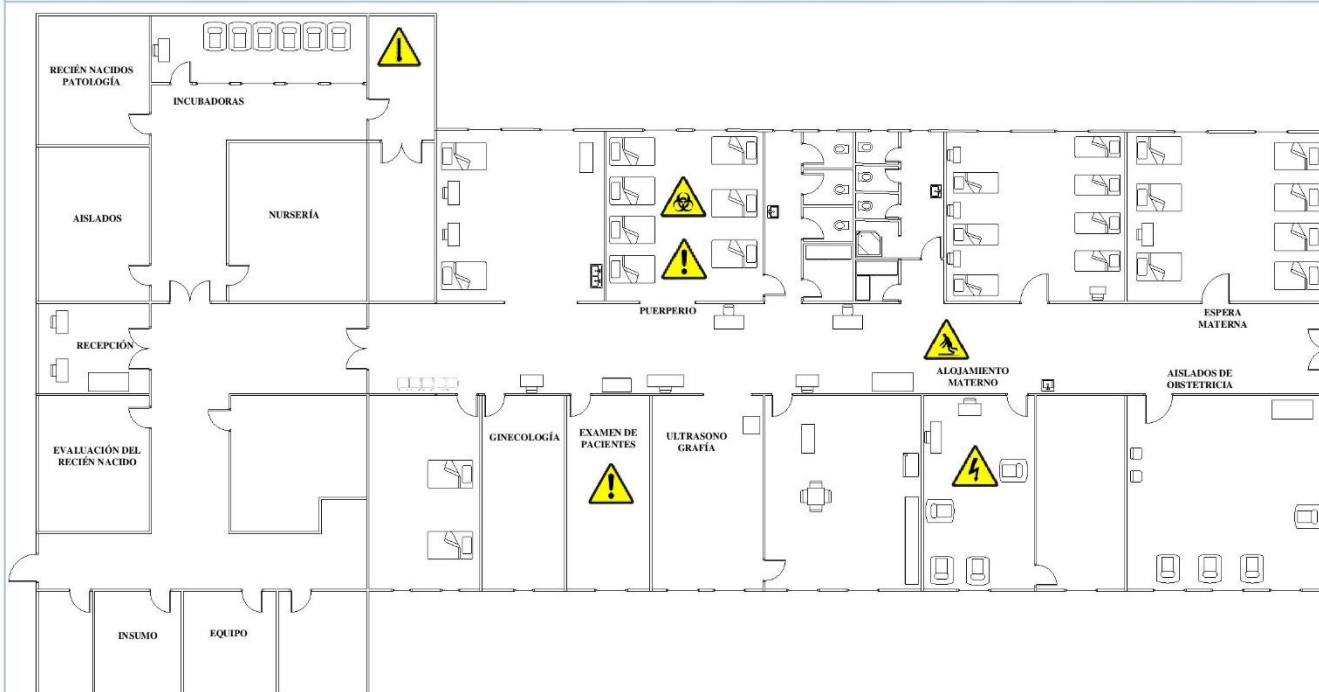 RECIÉN NACIDOS
PATOLOGÍA
INCUBADORAS
AISLADOS
NURSERÍA
PUERPERIO
ESPERA
MATERNA
RECEPCIÓN
ALOJAMIENTO
MATERNO
AISLADOS DE
OBSTETRICIA
EVALUACIÓN DEL
RECIÉN NACIDO
GINECOLOGÍA
EXAMEN DE
PACIENTES
ULTRASONO
GRAFÍA
INSUMO
EQUIPO